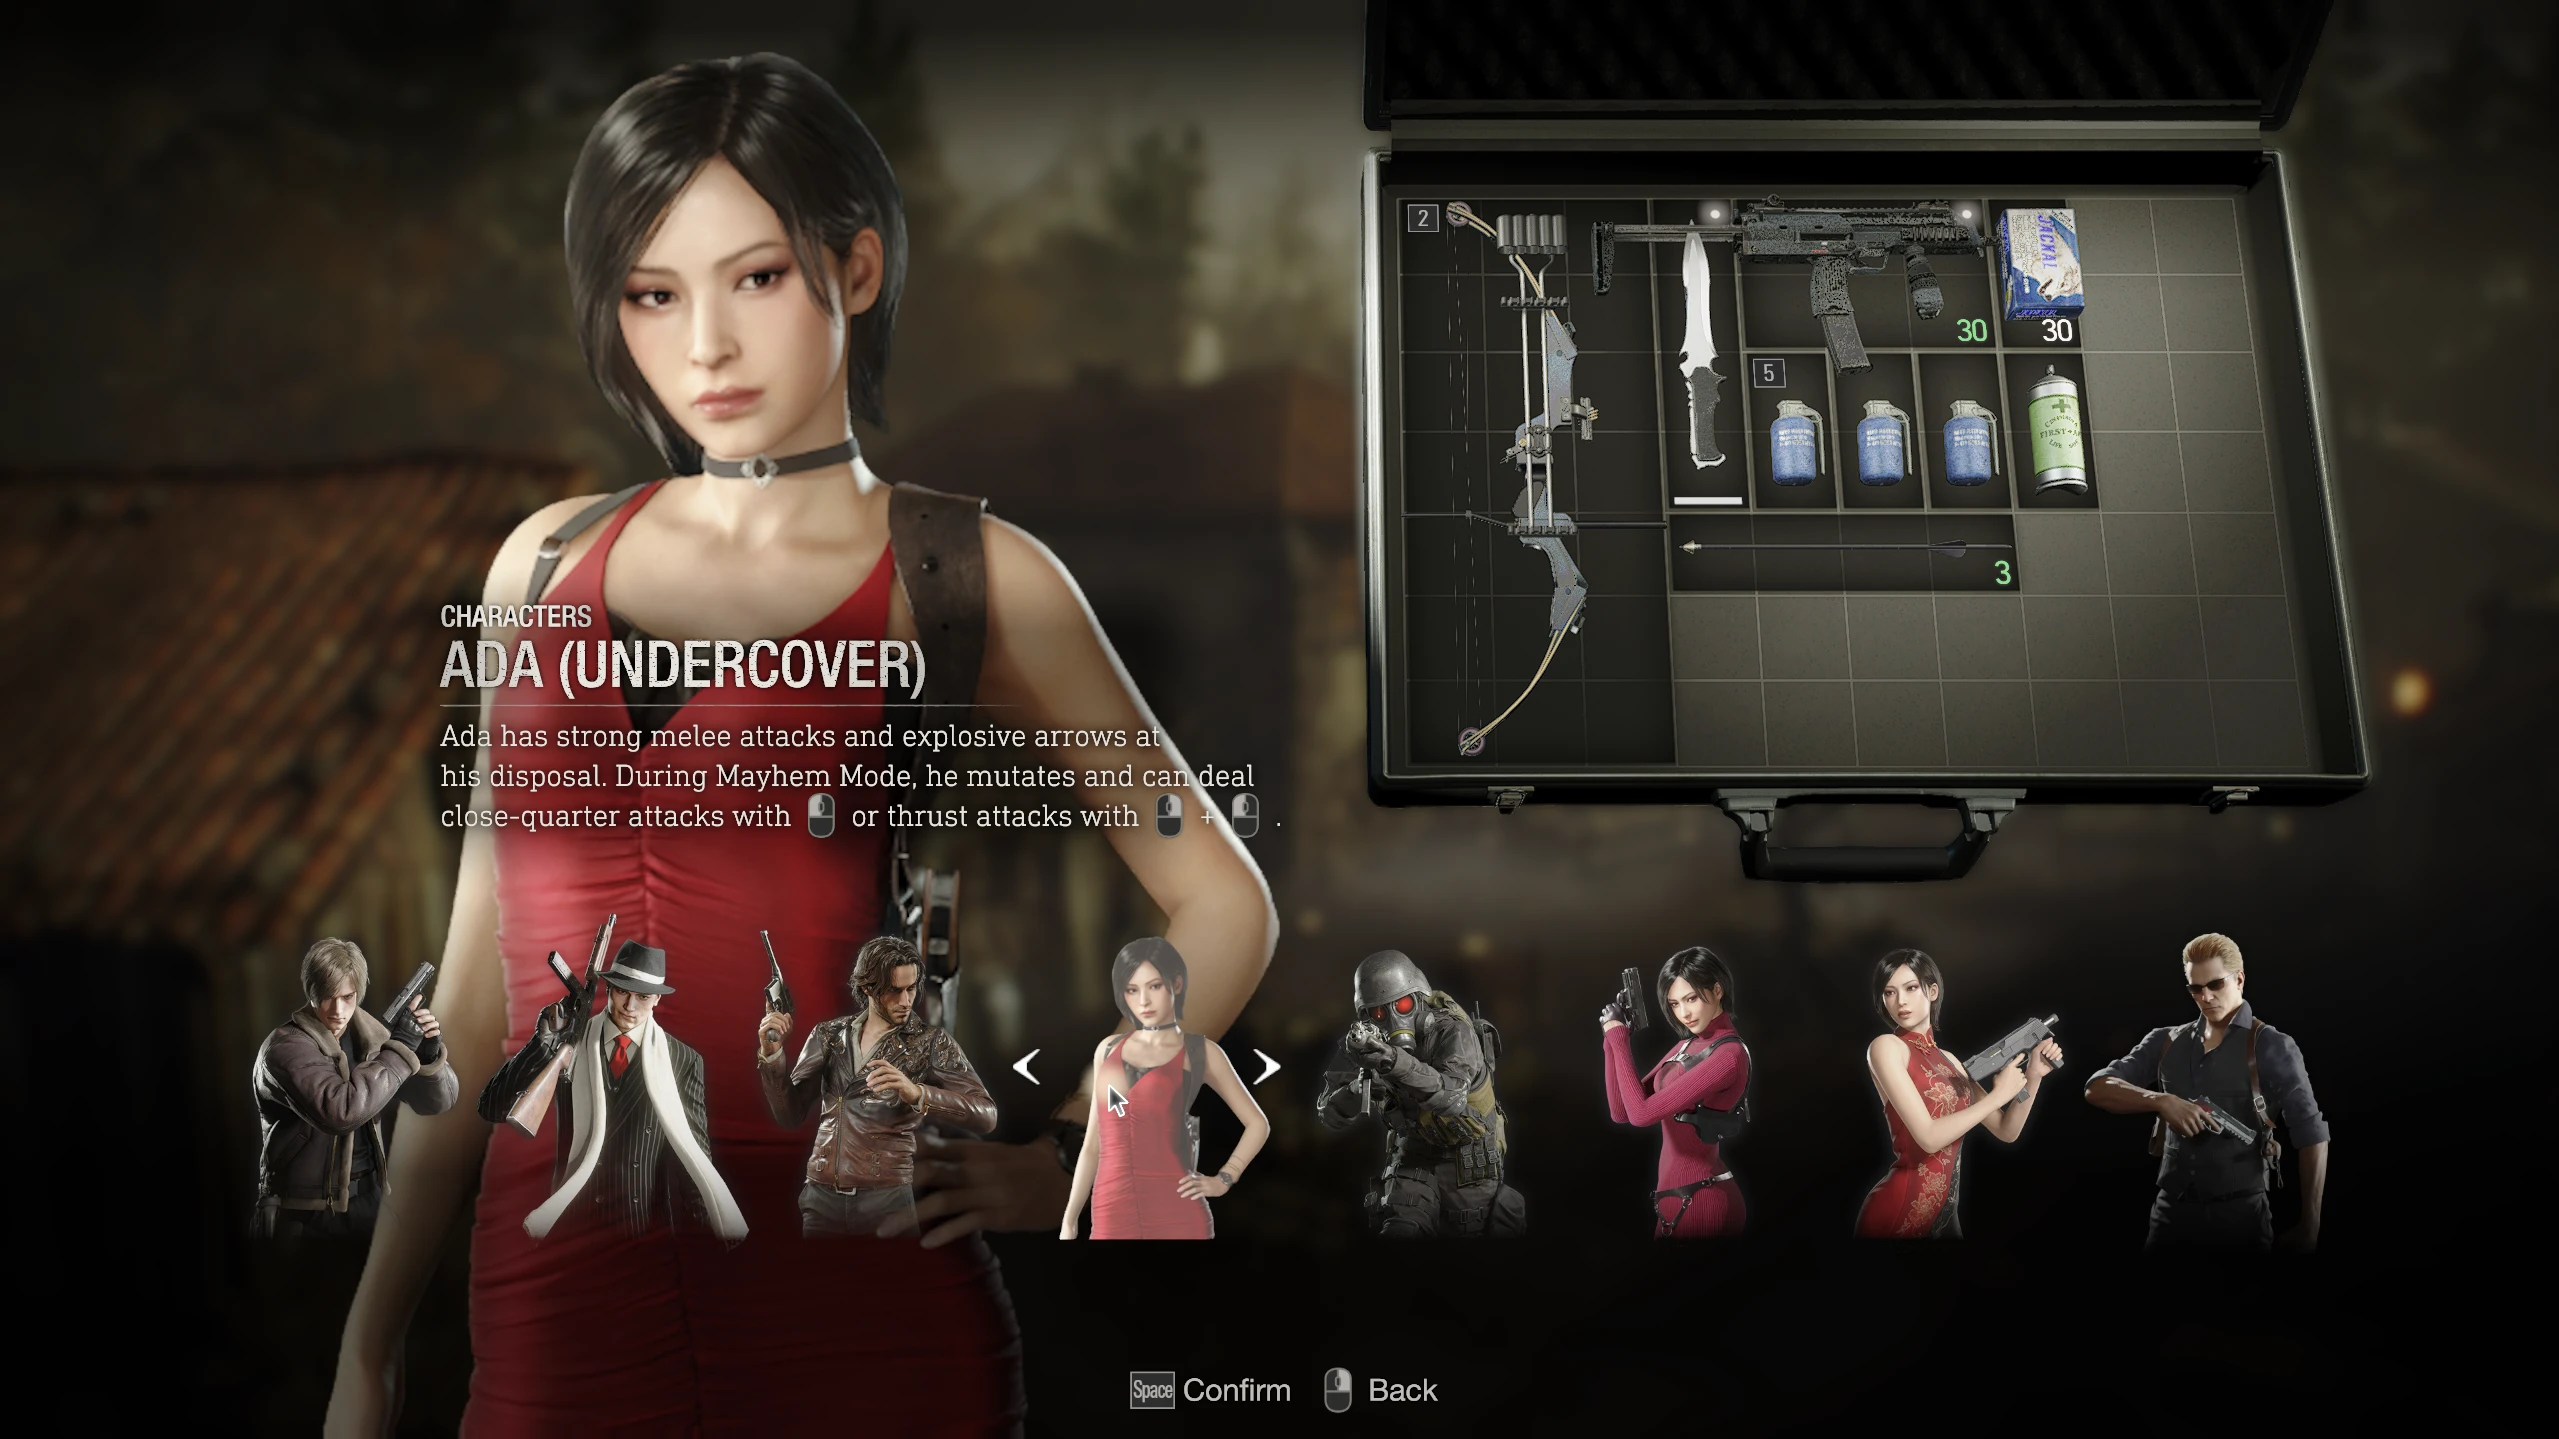 2
30
JACKAL
30
5
FIRST-A
3
CHARACTERS
ADA (UNDERCOVER)
Ada has strong melee attacks and explosive arrows at
his disposal. During Mayhem Mode, he mutates and can deal
close-quarter attacks with or thrust attacks with + .
Space Confirm Back